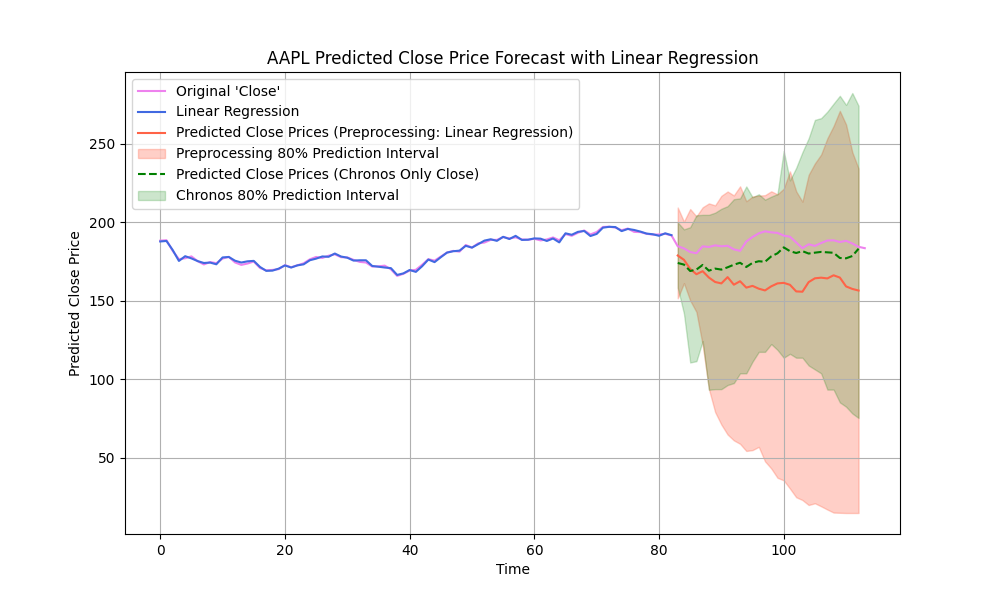 AAPL Predicted Close Price Forecast with Linear Regression
Original 'Close'
Linear Regression
Predicted Close Prices (Preprocessing: Linear Regression)
Preprocessing 80% Prediction Interval
Predicted Close Prices (Chronos Only Close)
Chronos 80% Prediction Interval
Predicted Close Price
250
200
150
100
50
0
20
40
60
80
100
Time